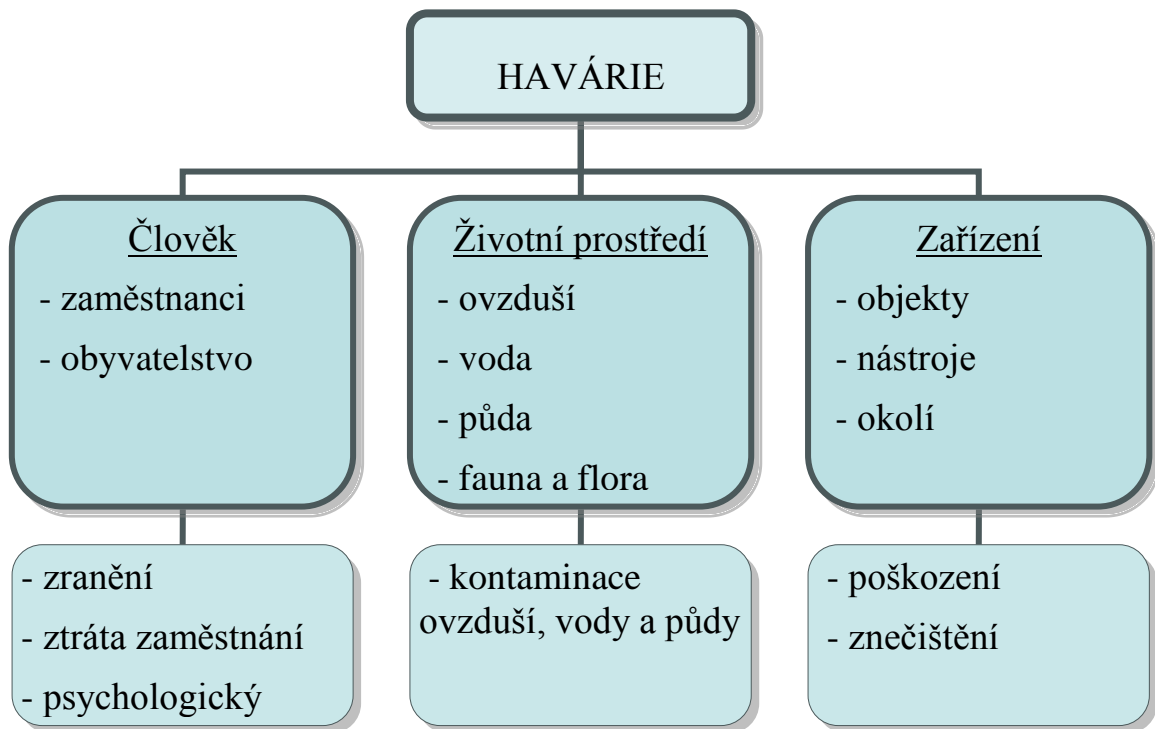 HAVÁRIE
Člověk
- zaměstnanci
- obyvatelstvo
Životní prostředí
- ovzduší
- voda
- půda
- fauna a flora
Zařízení
- objekty
- nástroje
- okolí
- zranění
- ztráta zaměstnání
- psychologický
- kontaminace
ovzduší, vody a půdy
- poškození
- znečištění